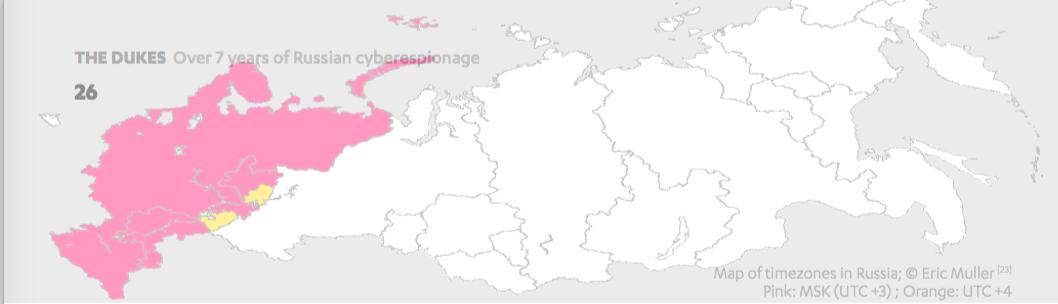 THE DUKES Over 7 years of Russian cyberespionage
26
Map of timezones in Russia; © Eric Muller [23]
Pink: MSK (UTC +3) ; Orange: UTC +4